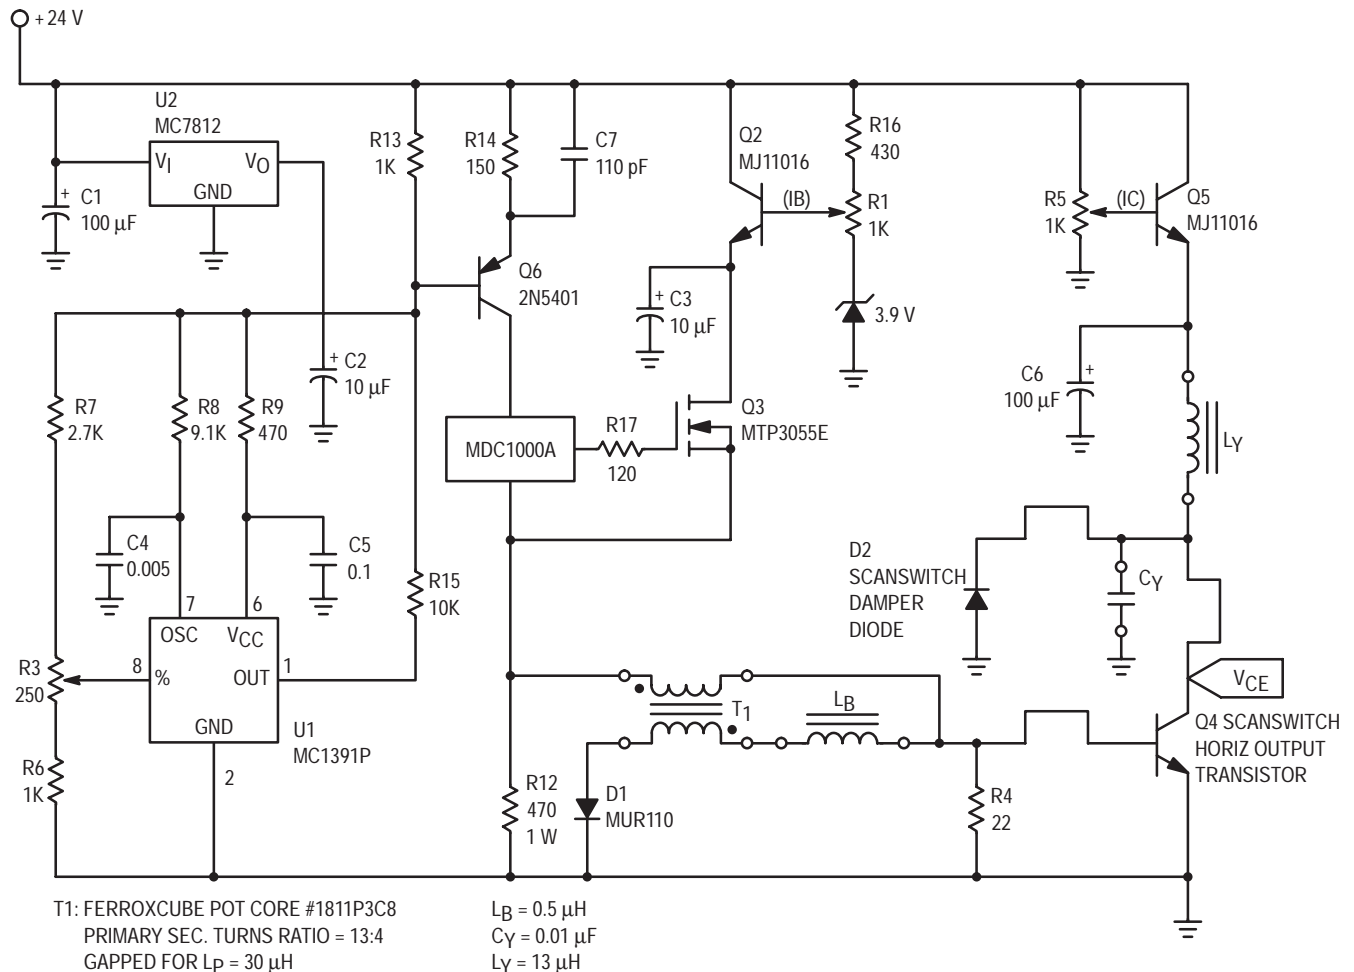 + 24 V
U2
MC7812
VI
VO
GND
+
C1
100 µF
R13
1K
R14
150
C7
110 pF
Q2
MJ11016
(IB)
R16
430
R1
1K
R5
1K
(IC)
Q5
MJ11016
Q6
2N5401
+
C3
10 µF
3.9 V
+
C2
10 µF
C6
100 µF
+
R7
2.7K
R8
9.1K
R9
470
MDC1000A
R17
120
Q3
MTP3055E
LY
C4
0.005
C5
0.1
R15
10K
D2
SCANSWITCH
DAMPER
DIODE
CY
7
6
OSC
VCC
R3
250
8
%
OUT
1
GND
U1
MC1391P
2
R6
1K
T1
LB
VCE
Q4 SCANSWITCH
HORIZ OUTPUT
TRANSISTOR
R12
470
1 W
D1
MUR110
R4
22
T1: FERROXCUBE POT CORE #1811P3C8
PRIMARY SEC. TURNS RATIO = 13:4
GAPPED FOR LP = 30 µH
LB = 0.5 µH
CY = 0.01 µF
LY = 13 µH